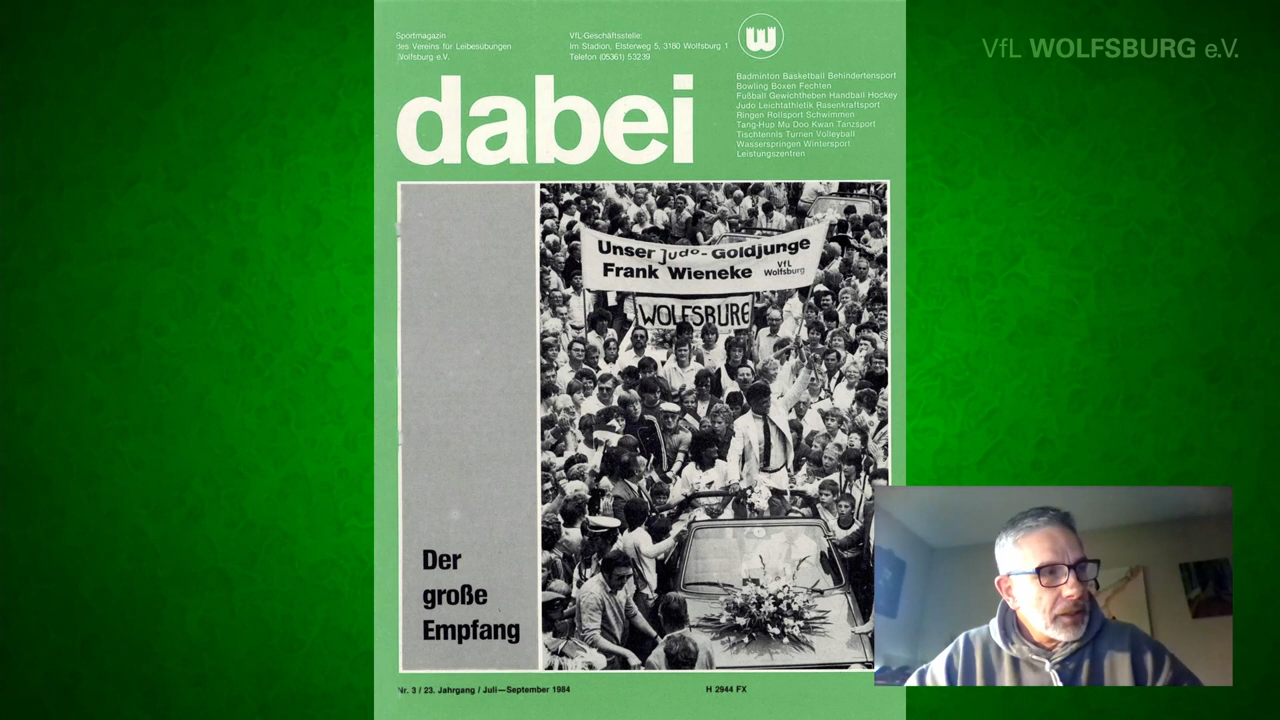 Sportmagazin
des Vereins für Leibesübungen
Wolfsburg e.V.
VfL-Geschäftsstelle:
Im Stadion, Elsterweg 5, 3180 Wolfsburg 1
Telefon (05361) 53239
W
VfL WOLFSBURG e.V.
dabei
Badminton Basketball Behindertensport
Bowling Boxen Fechten
Fußball Gewichtheben Handball Hockey
Judo Leichtathletik Rasenkraftsport
Ringen Rollsport Schwimmen
Tang-Hup Mu Doo Kwan Tanzsport
Tischtennis Turnen Volleyball
Wasserspringen Wintersport
Leistungszentren
Unser Judo-Goldjunge
Frank Wieneke VfL
Wolfsburg
WOLFSBURG
Der
große
Empfang
Nr. 3 / 23. Jahrgang / Juli—September 1984
H 2944 FX